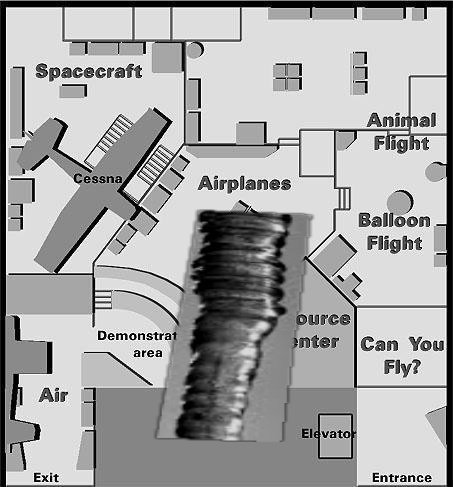 Spacecraft
Animal
Flight
Cessna
Airplanes
Balloon
Flight
Demonstrat
area
ource
enter
Can You
Fly?
Air
Elevator
Exit
Entrance